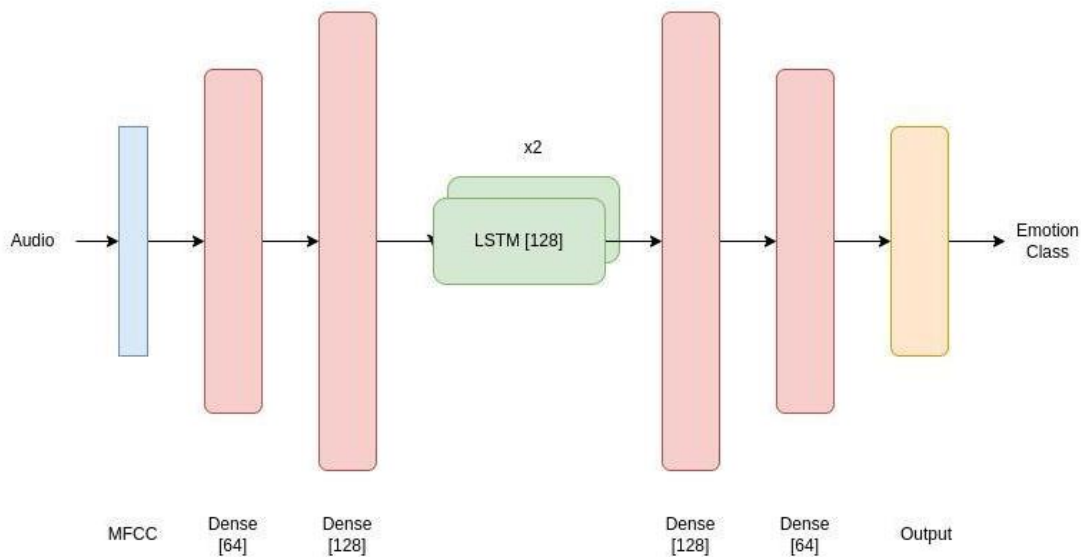 x2
Audio
LSTM [128]
Emotion
Class
MFCC
Dense
[64]
Dense
[128]
Dense
[128]
Dense
[64]
Output